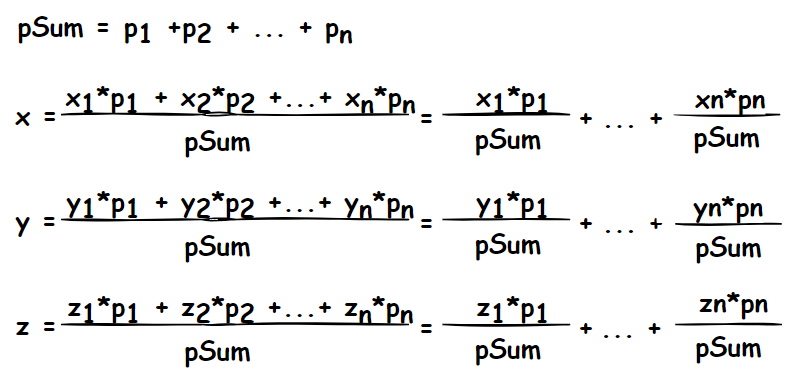 pSum = p1 +p2 + ... + pn
x1*p1 + x2*p2 +...+ xn*pn
x1*p1
xn*pn
x =
=
+ ... +
pSum
pSum
pSum
y1*p1 + y2*p2 +...+ yn*pn
y1*p1
yn*pn
y =
=
+ ... +
pSum
pSum
pSum
z1*p1 + z2*p2 +...+ zn*pn
z1*p1
zn*pn
z =
=
+ ... +
pSum
pSum
pSum